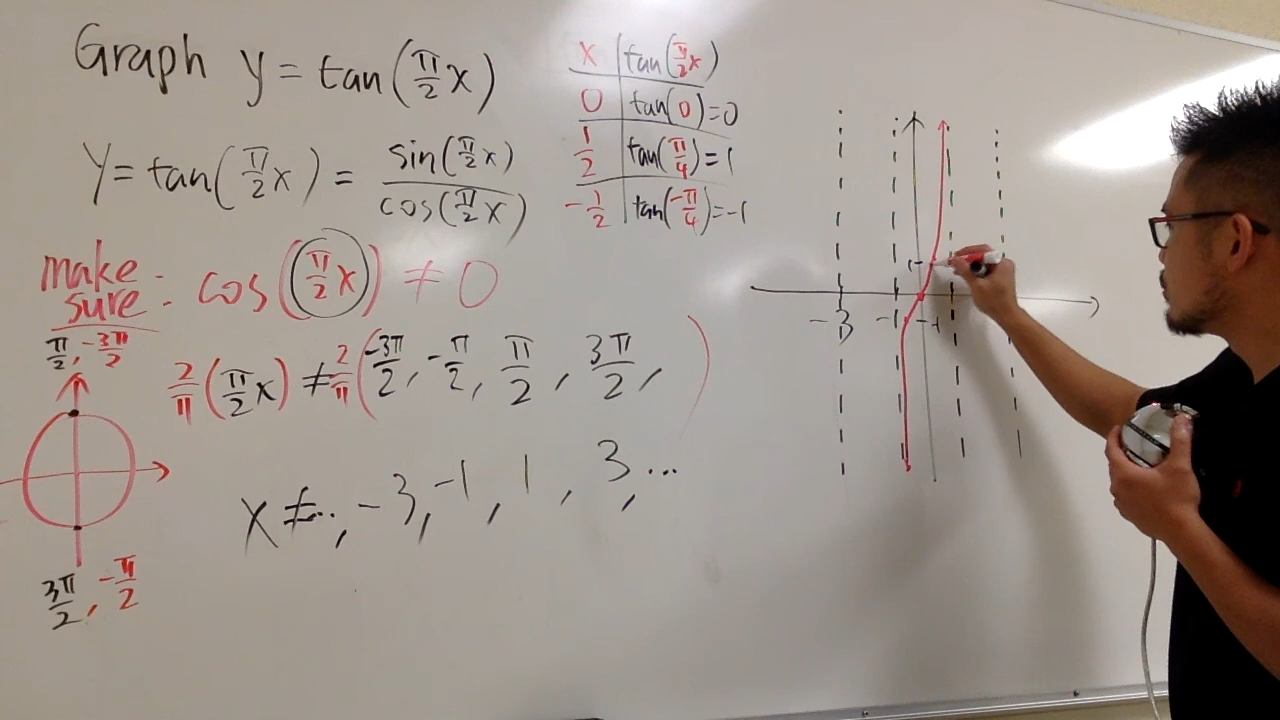 Graph y = tan(π/2 x)
y = tan(π/2 x) = sin(π/2 x) / cos(π/2 x)
make sure: cos(π/2 x) ≠ 0
π/2, -3π/2
2/π (π/2 x) ≠ 2/π (-3π/2, -π/2, π/2, 3π/2, )
x ≠ ..., -3, -1, 1, 3, ...
3π/2, -π/2
x | tan(π/2 x)
0 | tan(0) = 0
1/2 | tan(π/4) = 1
-1/2 | tan(-π/4) = -1
1
-3 -1 -1